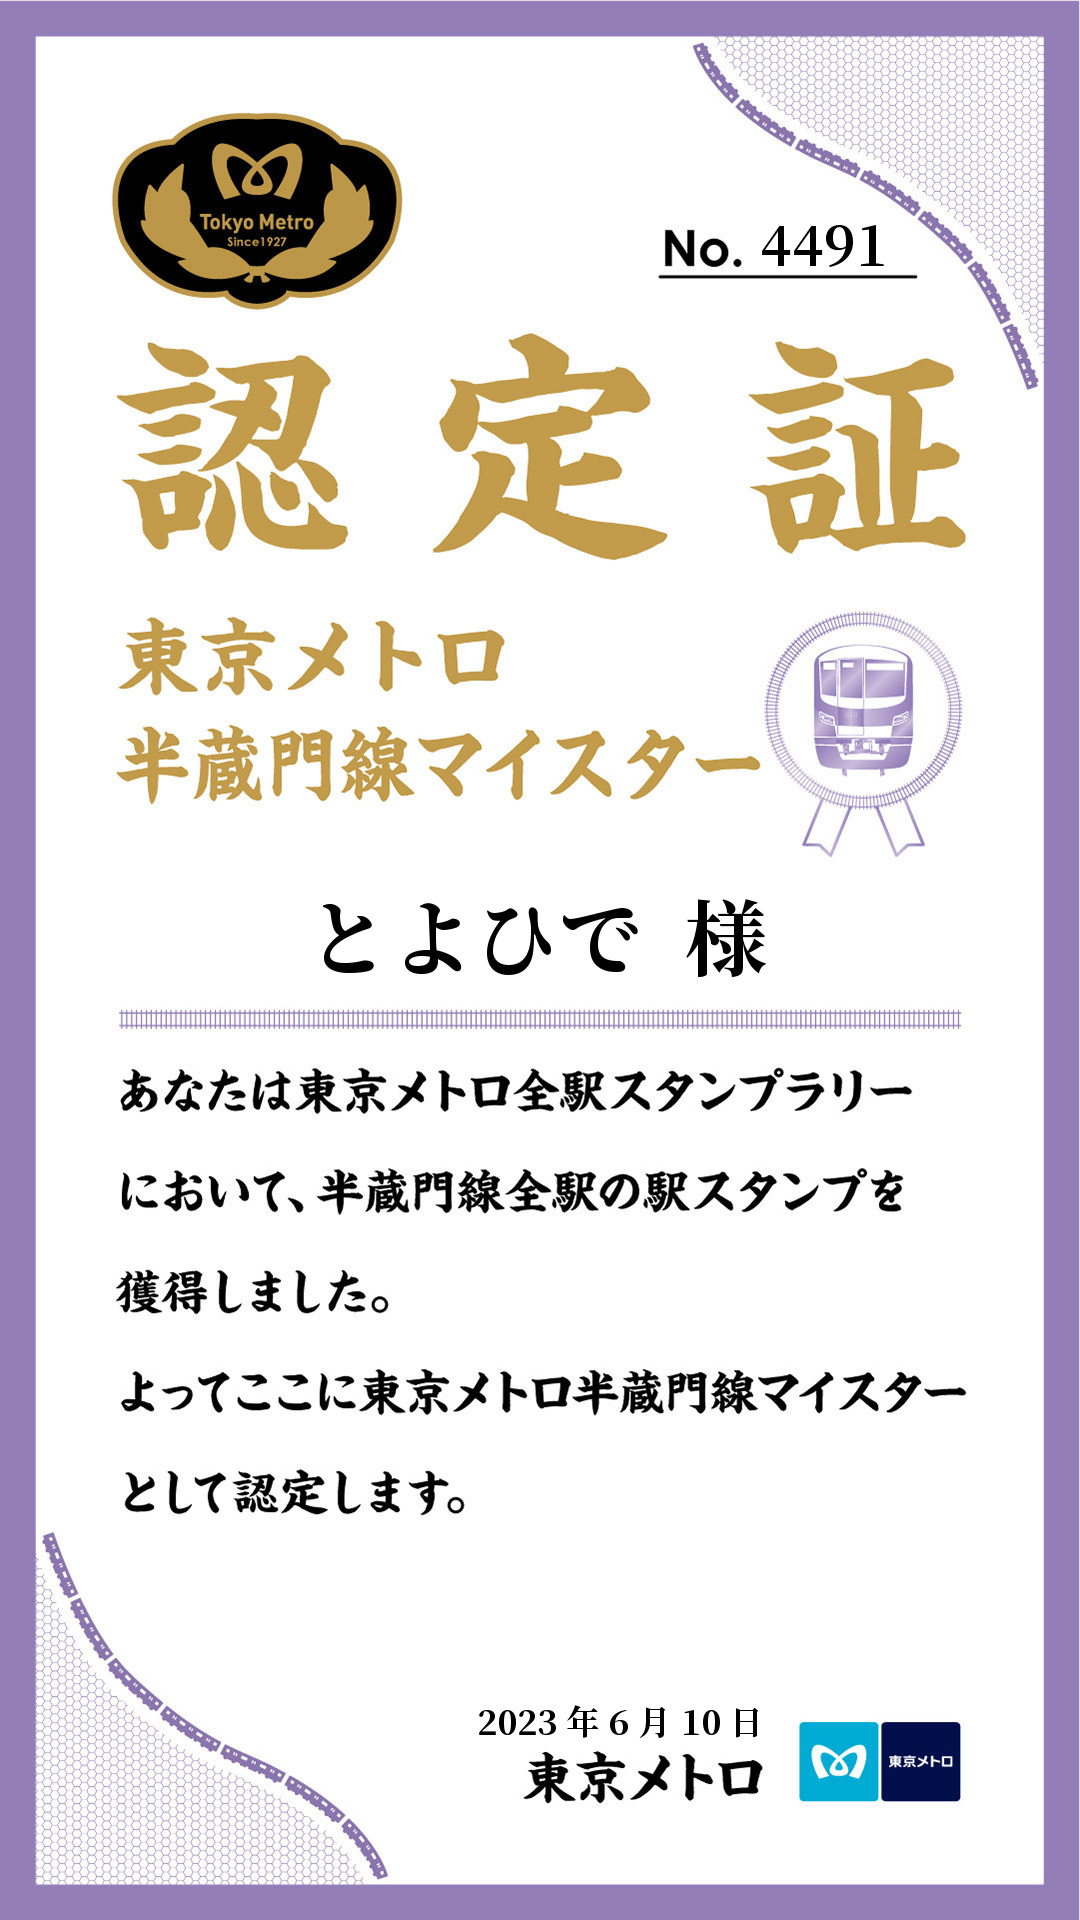 Tokyo Metro
Since1927
No. 4491
認定証
東京メトロ
半蔵門線マイスター
とよひで 様
あなたは東京メトロ全駅スタンプラリー
において、半蔵門線全駅の駅スタンプを
獲得しました。
よってここに東京メトロ半蔵門線マイスター
として認定します。
2023年6月10日
東京メトロ
東京メトロ